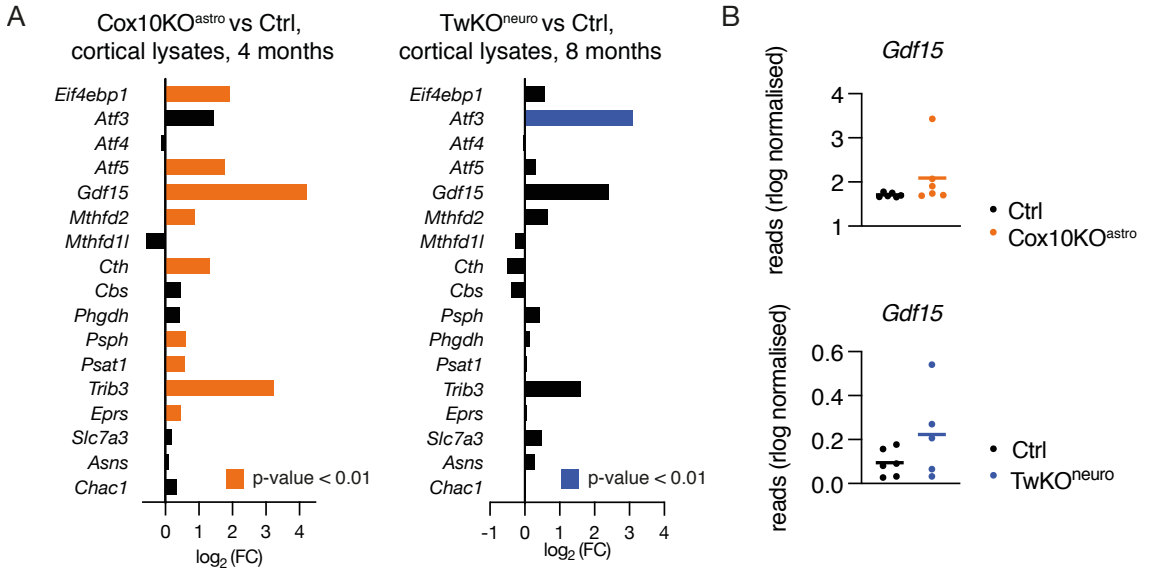 A
Cox10KOastro vs Ctrl,
cortical lysates, 4 months
Eif4ebp1
Atf3
Atf4
Atf5
Gdf15
Mthfd2
Mthfd1l
Cth
Cbs
Phgdh
Psph
Psat1
Trib3
Eprs
Slc7a3
Asns
Chac1
p-value < 0.01
0 1 2 3 4
log2 (FC)
TwKOneuro vs Ctrl,
cortical lysates, 8 months
Eif4ebp1
Atf3
Atf4
Atf5
Gdf15
Mthfd2
Mthfd1l
Cth
Cbs
Psph
Phgdh
Psat1
Trib3
Eprs
Slc7a3
Asns
Chac1
p-value < 0.01
-1 0 1 2 3 4
log2 (FC)
B
Gdf15
reads (rlog normalised)
4
3
2
1
Ctrl
Cox10KOastro
Gdf15
reads (rlog normalised)
0.6
0.4
0.2
0.0
Ctrl
TwKOneuro